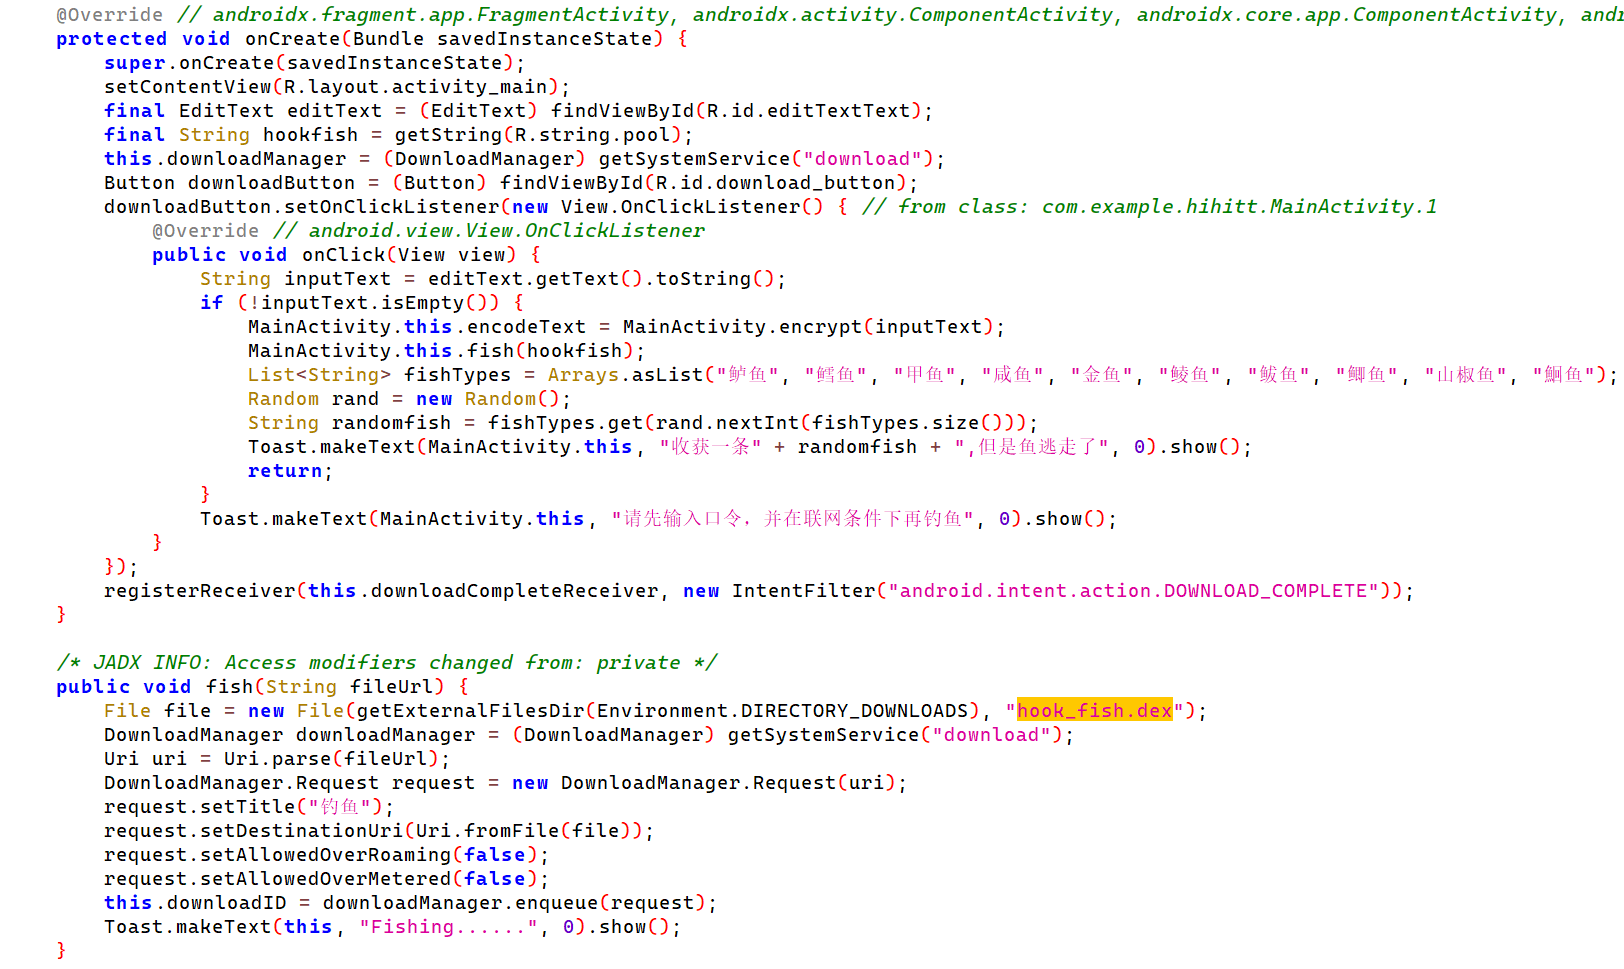 @Override // androidx.fragment.app.FragmentActivity, androidx.activity.ComponentActivity, androidx.core.app.ComponentActivity, and
protected void onCreate(Bundle savedInstanceState) {
super.onCreate(savedInstanceState);
setContentView(R.layout.activity_main);
final EditText editText = (EditText) findViewById(R.id.editTextText);
final String hookfish = getString(R.string.pool);
this.downloadManager = (DownloadManager) getSystemService("download");
Button downloadButton = (Button) findViewById(R.id.download_button);
downloadButton.setOnClickListener(new View.OnClickListener() { // from class: com.example.hihitt.MainActivity.1
@Override // android.view.View.OnClickListener
public void onClick(View view) {
String inputText = editText.getText().toString();
if (!inputText.isEmpty()) {
MainActivity.this.encodeText = MainActivity.encrypt(inputText);
MainActivity.this.fish(hookfish);
List<String> fishTypes = Arrays.asList("鲈鱼", "鳕鱼", "甲鱼", "咸鱼", "金鱼", "鲮鱼", "鲅鱼", "鲫鱼", "山椒鱼", "鮰鱼");
Random rand = new Random();
String randomfish = fishTypes.get(rand.nextInt(fishTypes.size()));
Toast.makeText(MainActivity.this, "收获一条" + randomfish + ",但是鱼逃走了", 0).show();
return;
}
Toast.makeText(MainActivity.this, "请先输入口令，并在联网条件下再钓鱼", 0).show();
}
});
registerReceiver(this.downloadCompleteReceiver, new IntentFilter("android.intent.action.DOWNLOAD_COMPLETE"));
}
/* JADX INFO: Access modifiers changed from: private */
public void fish(String fileUrl) {
File file = new File(getExternalFilesDir(Environment.DIRECTORY_DOWNLOADS), "hook_fish.dex");
DownloadManager downloadManager = (DownloadManager) getSystemService("download");
Uri uri = Uri.parse(fileUrl);
DownloadManager.Request request = new DownloadManager.Request(uri);
request.setTitle("钓鱼");
request.setDestinationUri(Uri.fromFile(file));
request.setAllowedOverRoaming(false);
request.setAllowedOverMetered(false);
this.downloadID = downloadManager.enqueue(request);
Toast.makeText(this, "Fishing......", 0).show();
}